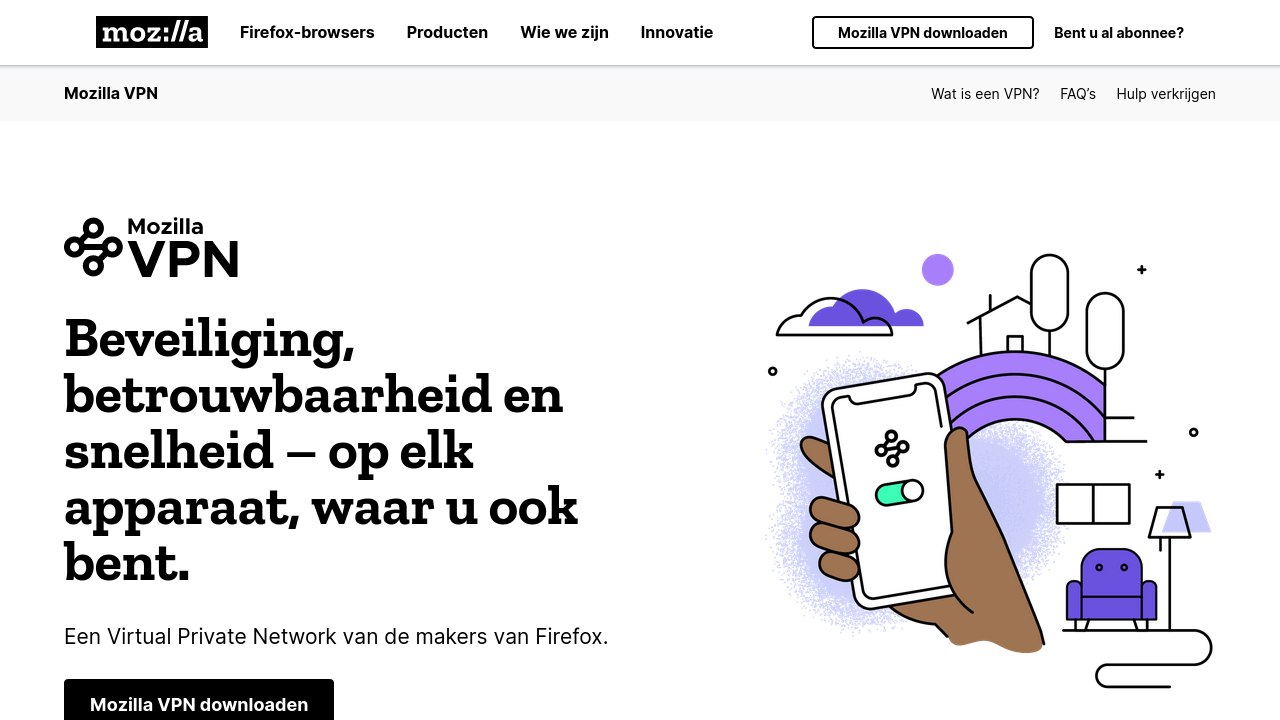 moz://a
Firefox-browsers
Producten
Wie we zijn
Innovatie
Mozilla VPN downloaden
Bent u al abonnee?
Mozilla VPN
Wat is een VPN?
FAQ’s
Hulp verkrijgen
Mozilla
VPN
Beveiliging,
betrouwbaarheid en
snelheid – op elk
apparaat, waar u ook
bent.
Een Virtual Private Network van de makers van Firefox.
Mozilla VPN downloaden